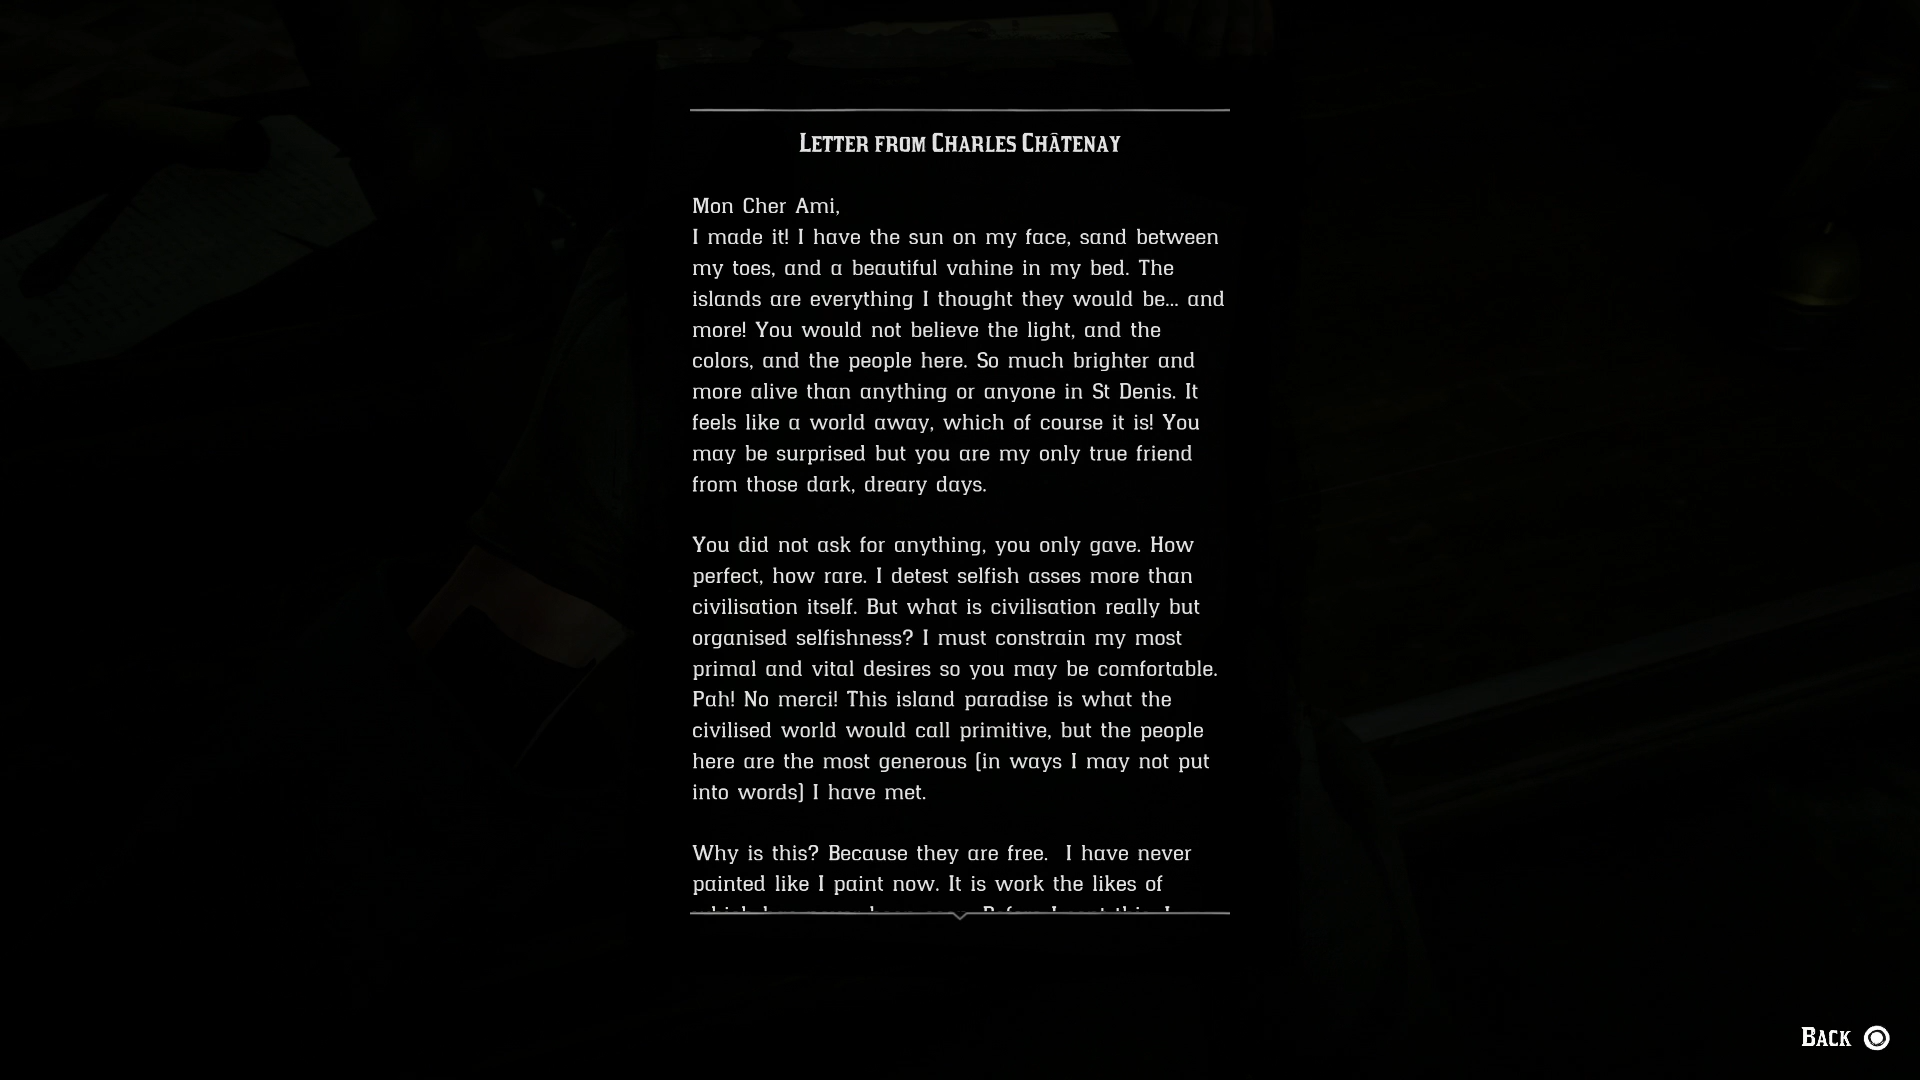 Letter from Charles Châtenay
Mon Cher Ami,
I made it! I have the sun on my face, sand between
my toes, and a beautiful vahine in my bed. The
islands are everything I thought they would be... and
more! You would not believe the light, and the
colors, and the people here. So much brighter and
more alive than anything or anyone in St Denis. It
feels like a world away, which of course it is! You
may be surprised but you are my only true friend
from those dark, dreary days.
You did not ask for anything, you only gave. How
perfect, how rare. I detest selfish asses more than
civilisation itself. But what is civilisation really but
organised selfishness? I must constrain my most
primal and vital desires so you may be comfortable.
Pah! No merci! This island paradise is what the
civilised world would call primitive, but the people
here are the most generous (in ways I may not put
into words) I have met.
Why is this? Because they are free.  I have never
painted like I paint now. It is work the likes of
Back